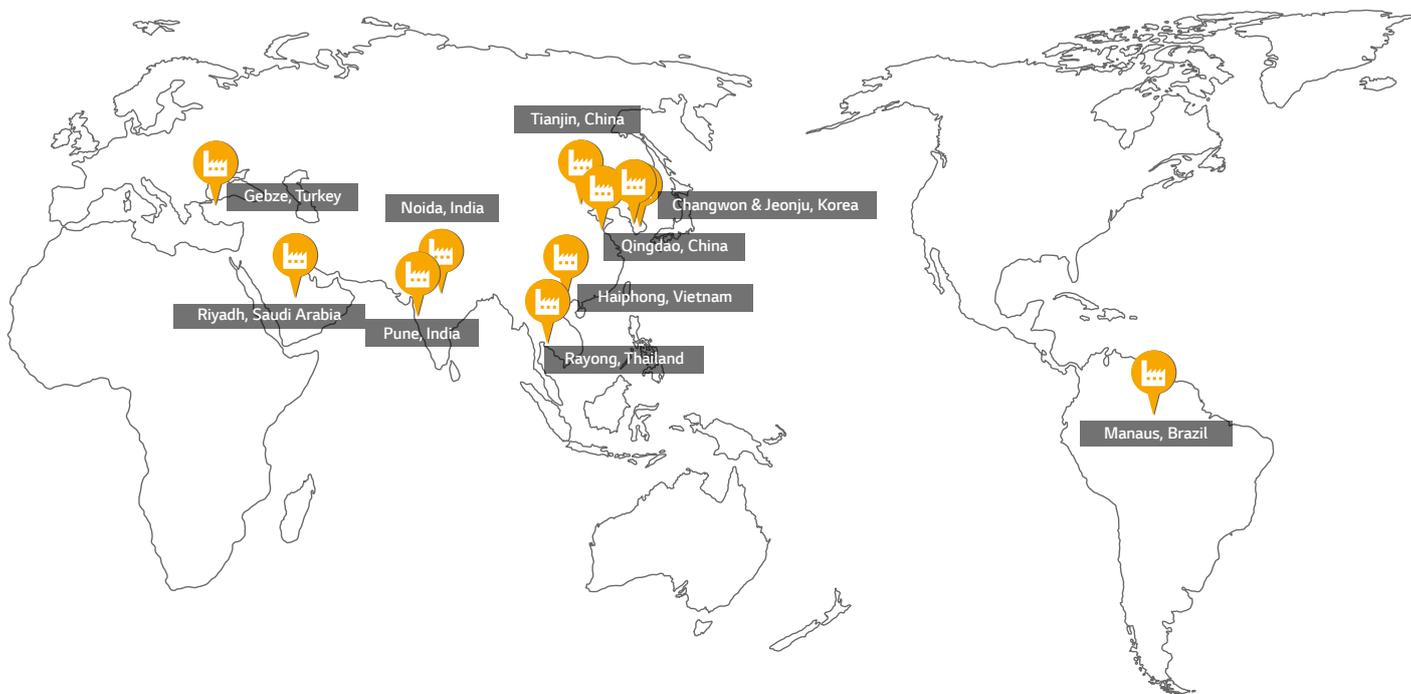 Tianjin, China
Gebze, Turkey
Noida, India
Changwon & Jeonju, Korea
Qingdao, China
Haiphong, Vietnam
Riyadh, Saudi Arabia
Pune, India
Rayong, Thailand
Manaus, Brazil